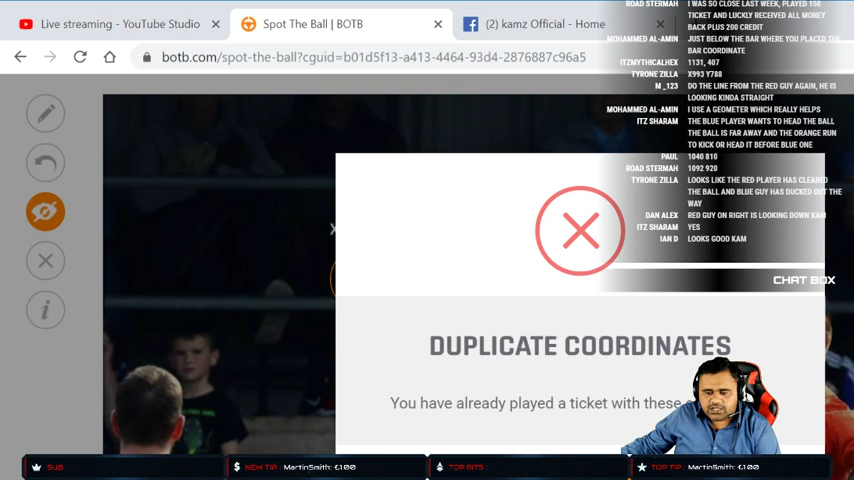 Live streaming - YouTube Studio
Spot The Ball | BOTB
(2) kamz Official - Home
botb.com/spot-the-ball?cguid=b01d5f13-a413-4464-93d4-2876887c96a5
ROAD STERMAH I WAS SO CLOSE LAST WEEK, PLAYED 150
TICKET AND LUCKLY RECEIVED ALL MONEY
BACK PLUS 200 CREDIT
MOHAMMED AL-AMIN JUST BELOW THE BAR WHERE YOU PLACED THE
BAR COORDINATE
ITZMYTHICALHEX 1131, 407
TYRONE ZILLA X993 Y788
M_123 DO THE LINE FROM THE RED GUY AGAIN, HE IS
LOOKING KINDA STRAIGHT
MOHAMMED AL-AMIN I USE A GEOMETER WHICH REALLY HELPS
ITZ SHARAM THE BLUE PLAYER WANTS TO HEAD THE BALL
THE BALL IS FAR AWAY AND THE ORANGE RUN
TO KICK OR HEAD IT BEFORE BLUE ONE
PAUL 1040 810
ROAD STERMAH 1092 920
TYRONE ZILLA LOOKS LIKE THE RED PLAYER HAS CLEARED
THE BALL AND BLUE GUY HAS DUCKED OUT THE
WAY
DAN ALEX RED GUY ON RIGHT IS LOOKING DOWN KAM
ITZ SHARAM YES
IAN D LOOKS GOOD KAM
CHAT BOX
DUPLICATE COORDINATES
You have already played a ticket with these
SUB :
NEW TIP : MartinSmith: £1.00
TOP BITS :
TOP TIP : MartinSmith: £1.00